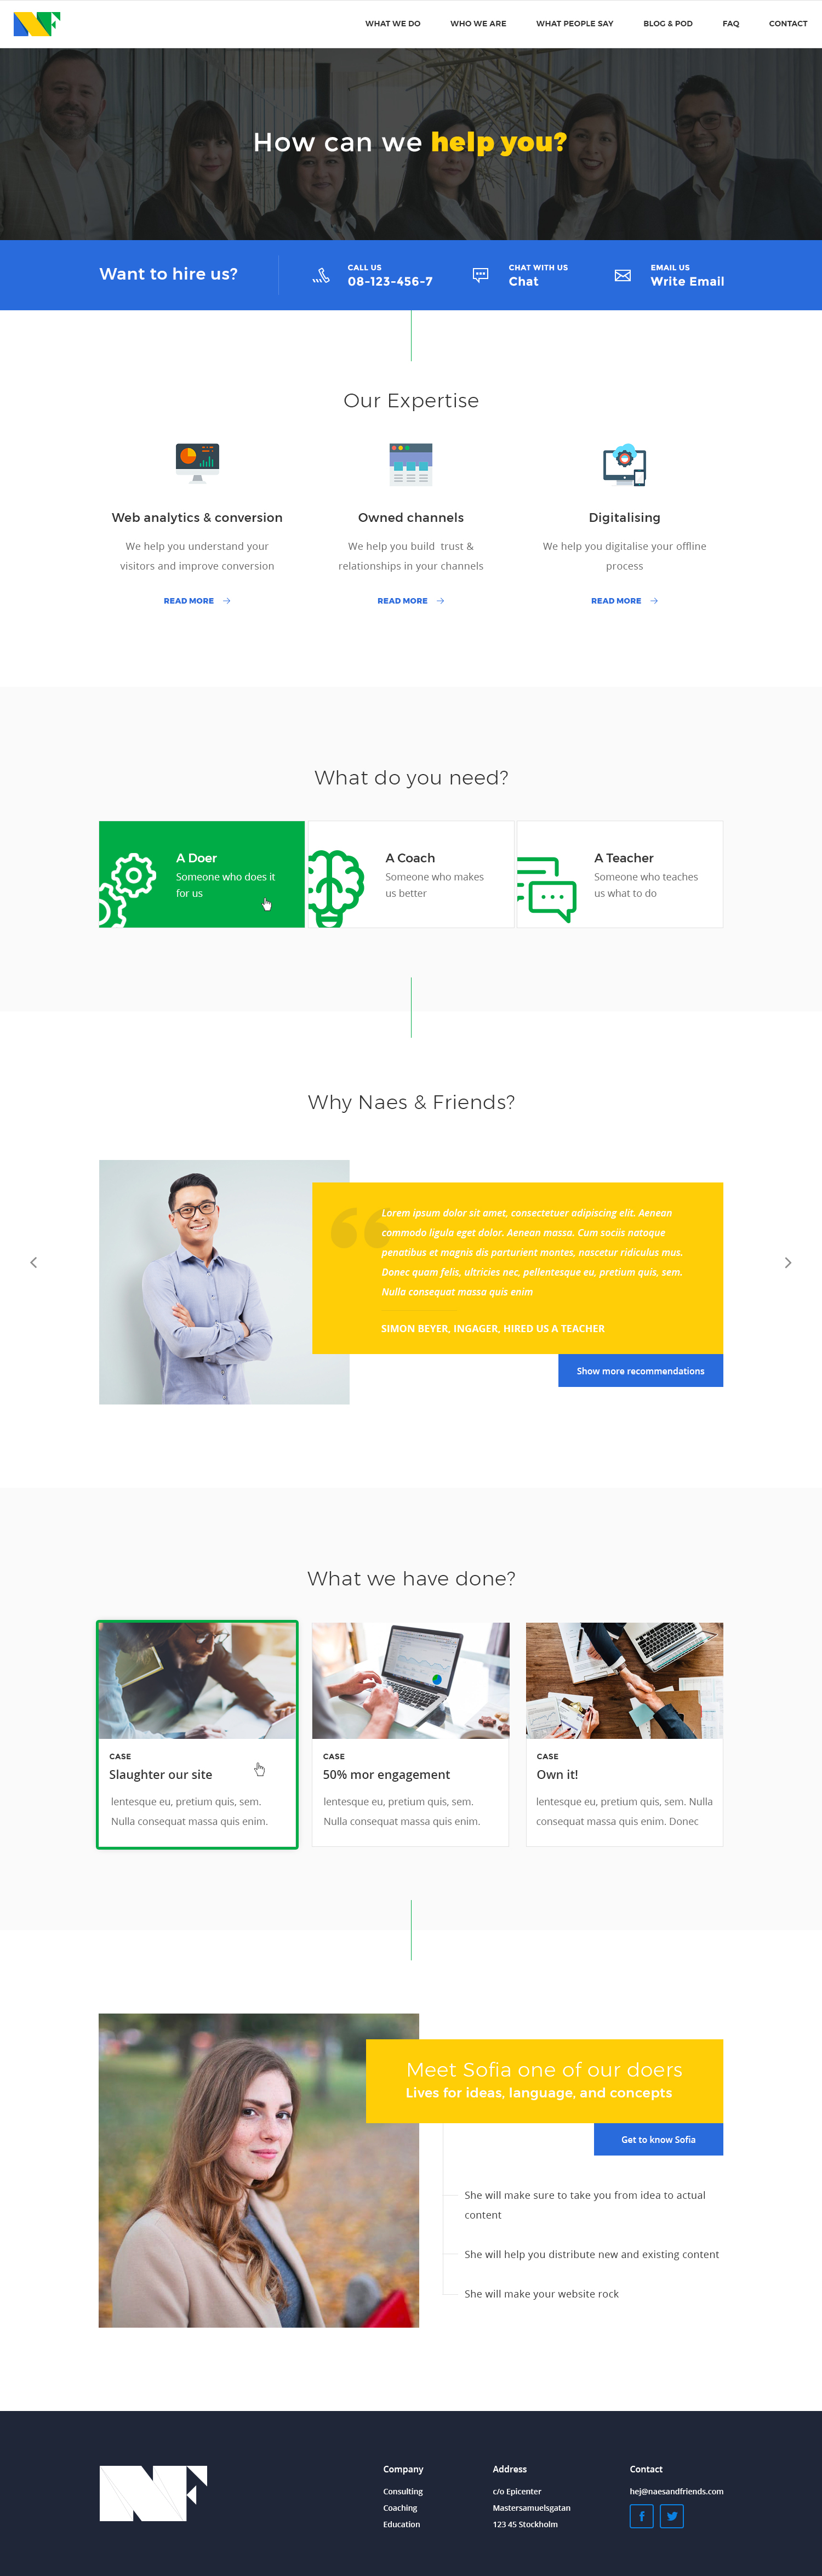 WHAT WE DO
WHO WE ARE
WHAT PEOPLE SAY
BLOG & POD
FAQ
CONTACT
How can we help you?
Want to hire us?
CALL US
08-123-456-7
CHAT WITH US
Chat
EMAIL US
Write Email
Our Expertise
Web analytics & conversion
We help you understand your
visitors and improve conversion
READ MORE
Owned channels
We help you build trust &
relationships in your channels
READ MORE
Digitalising
We help you digitalise your offline
process
READ MORE
What do you need?
A Doer
Someone who does it
for us
A Coach
Someone who makes
us better
A Teacher
Someone who teaches
us what to do
Why Naes & Friends?
Lorem ipsum dolor sit amet, consectetuer adipiscing elit. Aenean
commodo ligula eget dolor. Aenean massa. Cum sociis natoque
penatibus et magnis dis parturient montes, nascetur ridiculus mus.
Donec quam felis, ultricies nec, pellentesque eu, pretium quis, sem.
Nulla consequat massa quis enim
SIMON BEYER, INGAGER, HIRED US A TEACHER
Show more recommendations
What we have done?
CASE
Slaughter our site
lentesque eu, pretium quis, sem.
Nulla consequat massa quis enim.
CASE
50% mor engagement
lentesque eu, pretium quis, sem.
Nulla consequat massa quis enim.
CASE
Own it!
lentesque eu, pretium quis, sem. Nulla
consequat massa quis enim. Donec
Meet Sofia one of our doers
Lives for ideas, language, and concepts
Get to know Sofia
She will make sure to take you from idea to actual
content
She will help you distribute new and existing content
She will make your website rock
NF
Company
Consulting
Coaching
Education
Address
c/o Epicenter
Mastersamuelsgatan
123 45 Stockholm
Contact
hej@naesandfriends.com